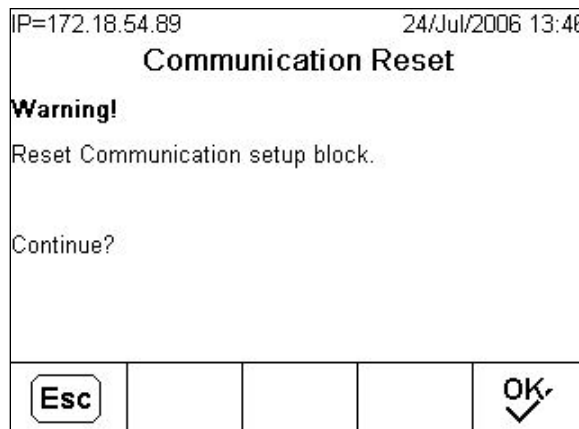 IP=172.18.54.89 24/Jul/2006 13:46
Communication Reset
Warning!
Reset Communication setup block.
Continue?
Esc OK